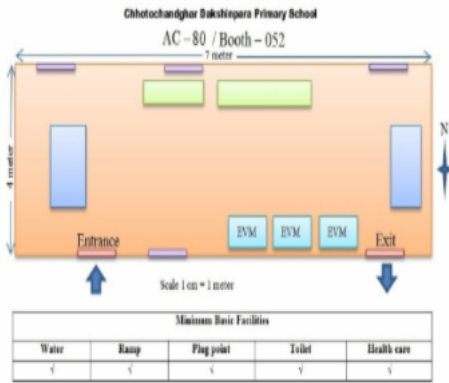 Chhotochandghar Dakshinpara Primary School
AC-80 / Booth-052
7 meter
4 meter
N
EVM EVM EVM
Entrance Exit
Scale 1 cm = 1 meter
Minimum Basic Facilities
Water Ramp Plug point Toilet Health care
√ √ √ √ √